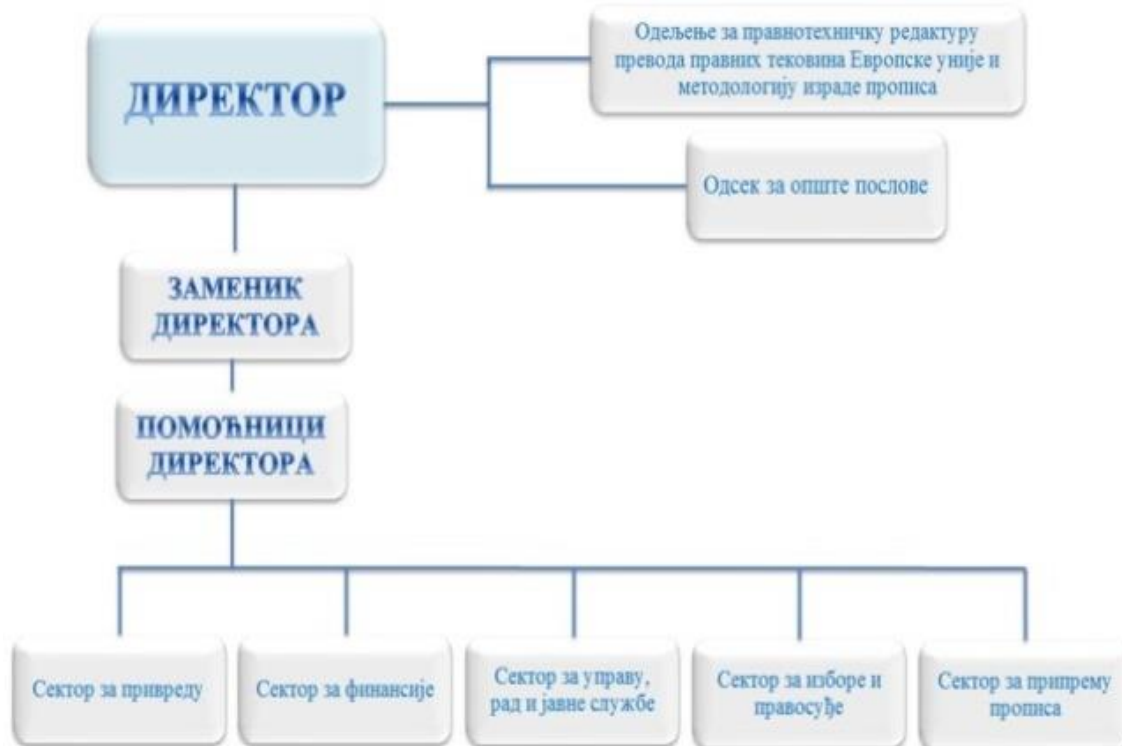 ДИРЕКТОР
Одељење за правнотехничку редактуру
превода правних тековина Европске уније и
методологију израде прописа
Одсек за опште послове
ЗАМЕНИК
ДИРЕКТОРА
ПОМОЋНИЦИ
ДИРЕКТОРА
Сектор за привреду
Сектор за финансије
Сектор за управу,
рад и јавне службе
Сектор за изборе и
правосуђе
Сектор за припрему
прописа